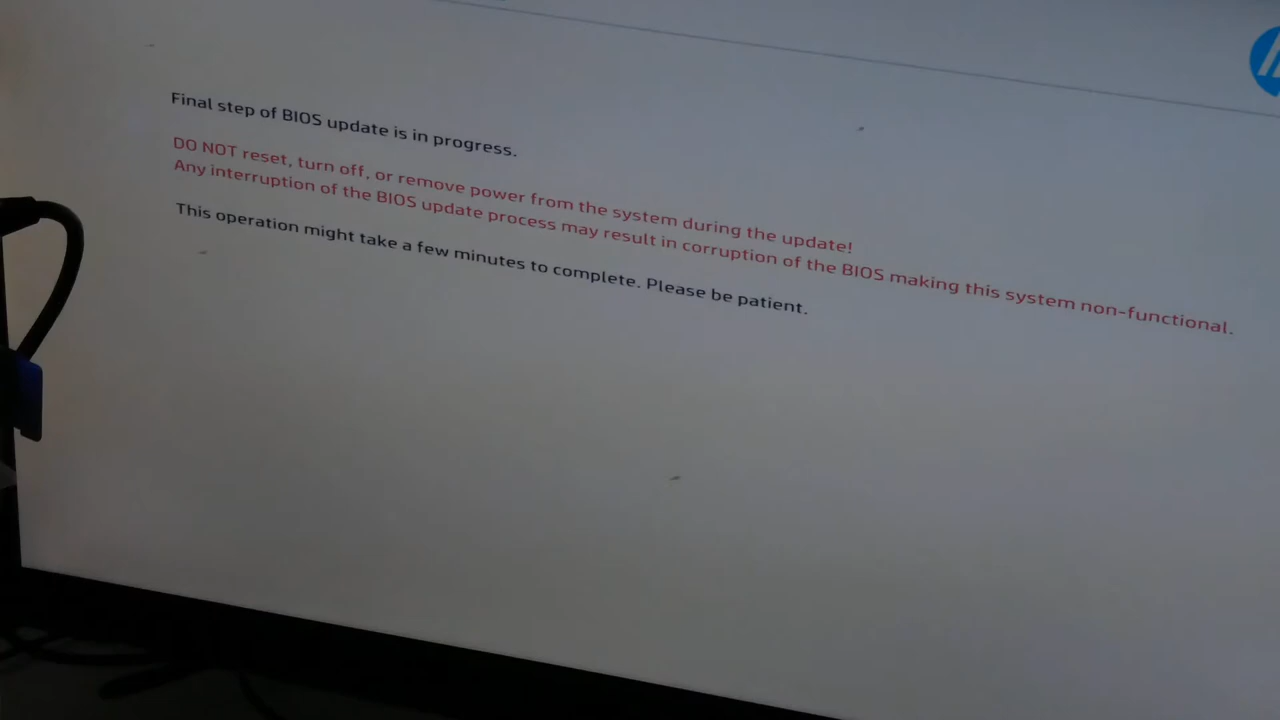 Final step of BIOS update is in progress.
DO NOT reset, turn off, or remove power from the system during the update!
Any interruption of the BIOS update process may result in corruption of the BIOS making this system non-functional.
This operation might take a few minutes to complete. Please be patient.